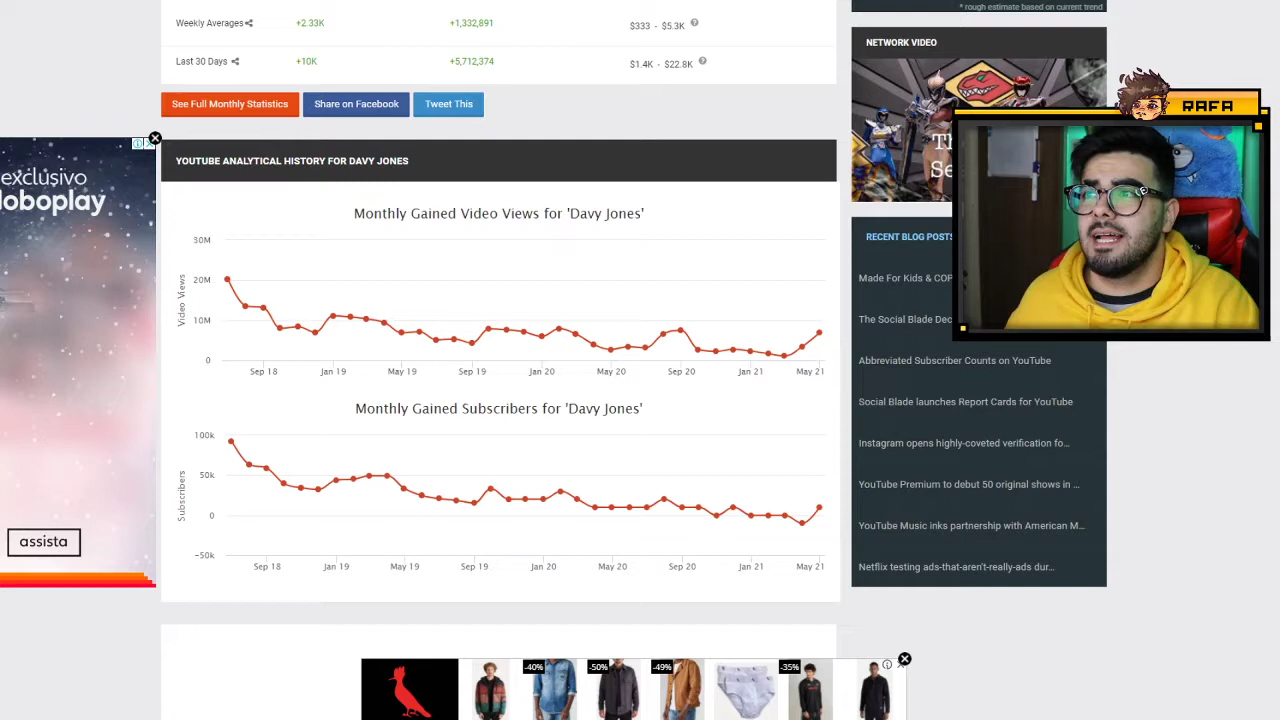 * rough estimate based on current trend
Weekly Averages +2.33K +1,332,891 $333 - $5.3K
Last 30 Days +10K +5,712,374 $1.4K - $22.8K
See Full Monthly Statistics
Share on Facebook
Tweet This
NETWORK VIDEO
RAFA
exclusivo
loboplay
assista
YOUTUBE ANALYTICAL HISTORY FOR DAVY JONES
Monthly Gained Video Views for 'Davy Jones'
Video Views
30M
20M
10M
0
Sep 18 Jan 19 May 19 Sep 19 Jan 20 May 20 Sep 20 Jan 21 May 21
Monthly Gained Subscribers for 'Davy Jones'
Subscribers
100k
50k
0
-50k
Sep 18 Jan 19 May 19 Sep 19 Jan 20 May 20 Sep 20 Jan 21 May 21
RECENT BLOG POSTS
Made For Kids & COP
The Social Blade Dec
Abbreviated Subscriber Counts on YouTube
Social Blade launches Report Cards for YouTube
Instagram opens highly-coveted verification fo...
YouTube Premium to debut 50 original shows in ...
YouTube Music inks partnership with American M...
Netflix testing ads-that-aren't-really-ads dur...
-40% -50% -49% -35%